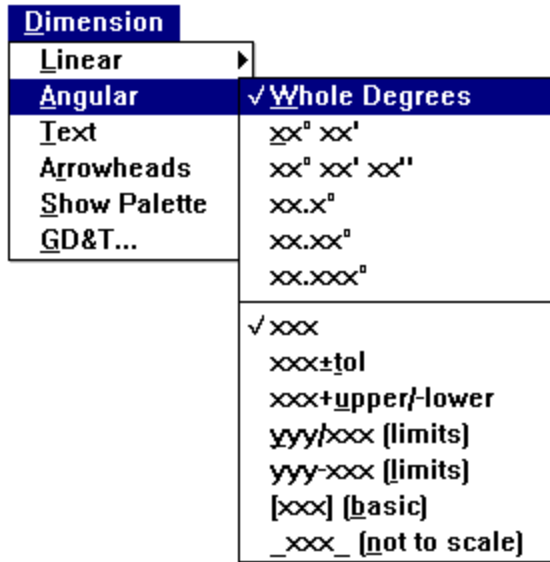 Dimension
Linear
Angular
Text
Arrowheads
Show Palette
GD&T...
✓ Whole Degrees
xx° xx'
xx° xx' xx''
xx.x°
xx.xx°
xx.xxx°
✓ xxx
xxx±tol
xxx+upper/-lower
yyy/xxx (limits)
yyy-xxx (limits)
[xxx] (basic)
_xxx_ (not to scale)